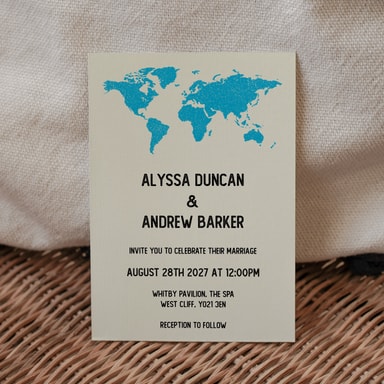 ALYSSA DUNCAN
&
ANDREW BARKER
INVITE YOU TO CELEBRATE THEIR MARRIAGE
AUGUST 28TH 2027 AT 12:00PM
WHITBY PAVILION, THE SPA
WEST CLIFF, YO21 3EN
RECEPTION TO FOLLOW